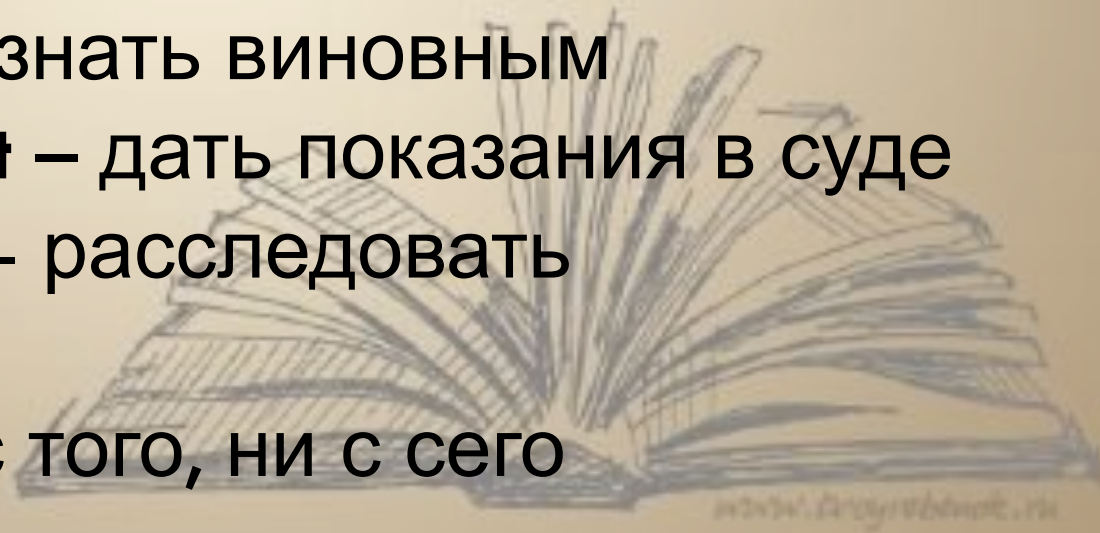 знать виновным
– дать показания в суде
- расследовать
с того, ни с сего